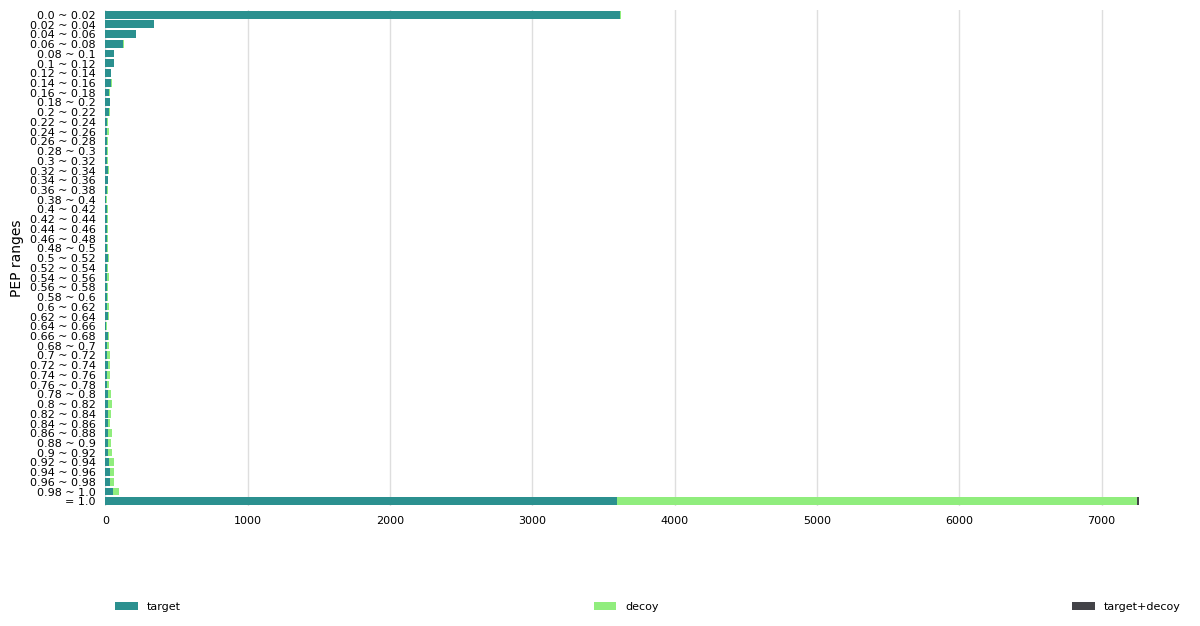 PEP ranges
0.0 ~ 0.02
0.02 ~ 0.04
0.04 ~ 0.06
0.06 ~ 0.08
0.08 ~ 0.1
0.1 ~ 0.12
0.12 ~ 0.14
0.14 ~ 0.16
0.16 ~ 0.18
0.18 ~ 0.2
0.2 ~ 0.22
0.22 ~ 0.24
0.24 ~ 0.26
0.26 ~ 0.28
0.28 ~ 0.3
0.3 ~ 0.32
0.32 ~ 0.34
0.34 ~ 0.36
0.36 ~ 0.38
0.38 ~ 0.4
0.4 ~ 0.42
0.42 ~ 0.44
0.44 ~ 0.46
0.46 ~ 0.48
0.48 ~ 0.5
0.5 ~ 0.52
0.52 ~ 0.54
0.54 ~ 0.56
0.56 ~ 0.58
0.58 ~ 0.6
0.6 ~ 0.62
0.62 ~ 0.64
0.64 ~ 0.66
0.66 ~ 0.68
0.68 ~ 0.7
0.7 ~ 0.72
0.72 ~ 0.74
0.74 ~ 0.76
0.76 ~ 0.78
0.78 ~ 0.8
0.8 ~ 0.82
0.82 ~ 0.84
0.84 ~ 0.86
0.86 ~ 0.88
0.88 ~ 0.9
0.9 ~ 0.92
0.92 ~ 0.94
0.94 ~ 0.96
0.96 ~ 0.98
0.98 ~ 1.0
= 1.0
0 1000 2000 3000 4000 5000 6000 7000
target decoy target+decoy